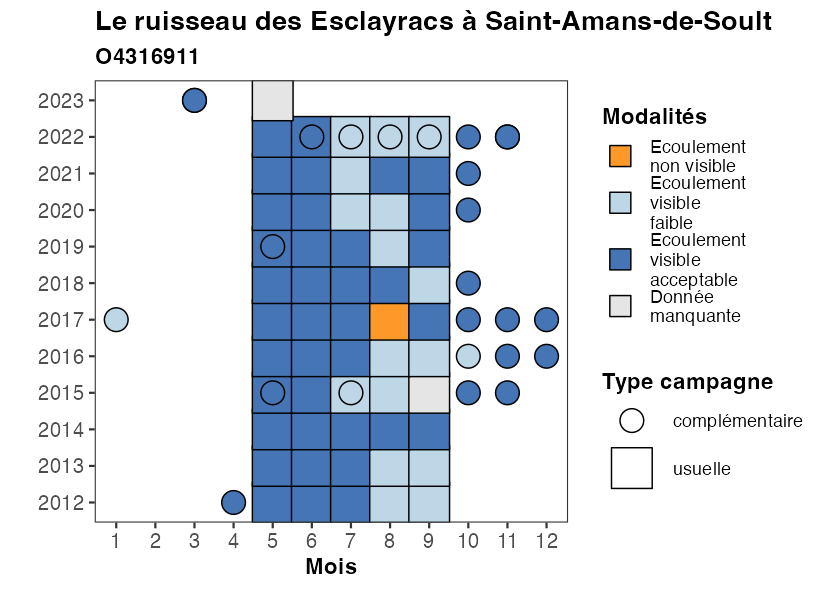 Le ruisseau des Esclayracs à Saint-Amans-de-Soult
O4316911
2023
2022
2021
2020
2019
2018
2017
2016
2015
2014
2013
2012
1 2 3 4 5 6 7 8 9 10 11 12
Mois
Modalités
Ecoulement
non visible
Ecoulement
visible
faible
Ecoulement
visible
acceptable
Donnée
manquante
Type campagne
complémentaire
usuelle